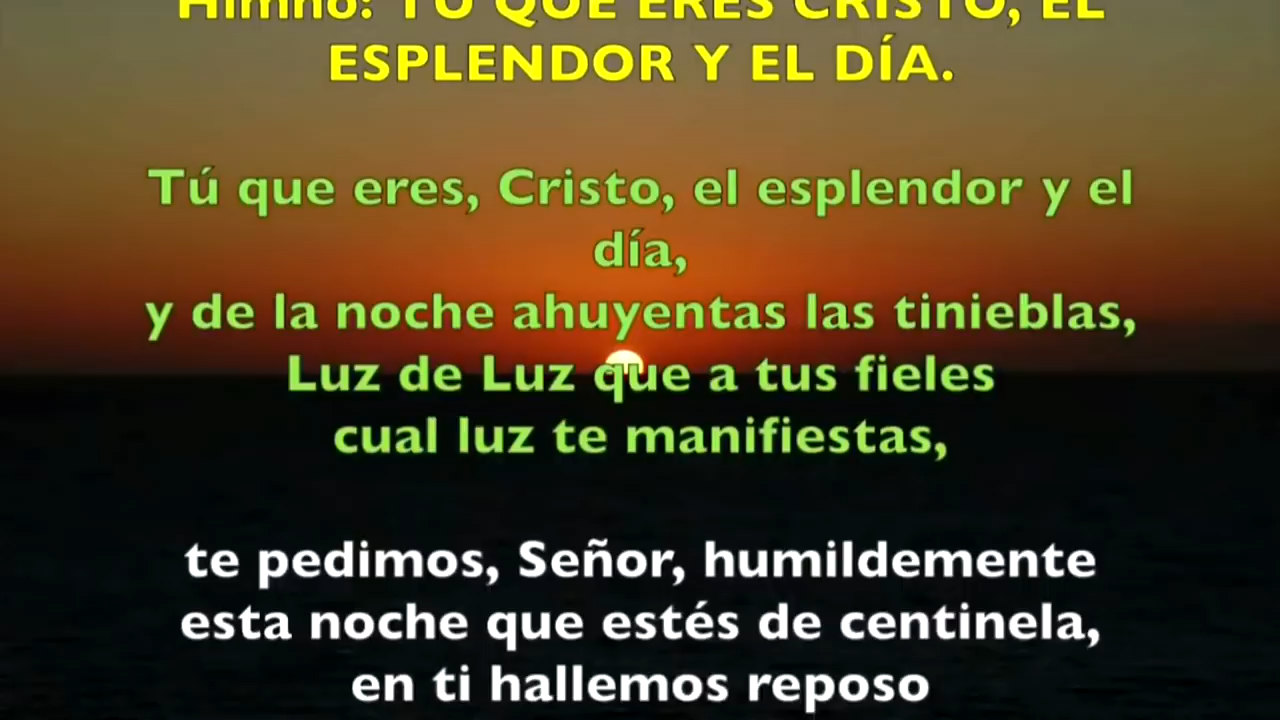 Himno: TÚ QUE ERES CRISTO, EL
ESPLENDOR Y EL DÍA.
Tú que eres, Cristo, el esplendor y el
día,
y de la noche ahuyentas las tinieblas,
Luz de Luz que a tus fieles
cual luz te manifiestas,
te pedimos, Señor, humildemente
esta noche que estés de centinela,
en ti hallemos reposo